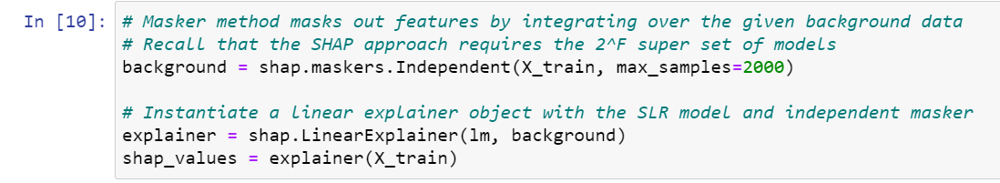 In [10]: # Masker method masks out features by integrating over the given background data
# Recall that the SHAP approach requires the 2^F super set of models
background = shap.maskers.Independent(X_train, max_samples=2000)
# Instantiate a linear explainer object with the SLR model and independent masker
explainer = shap.LinearExplainer(lm, background)
shap_values = explainer(X_train)